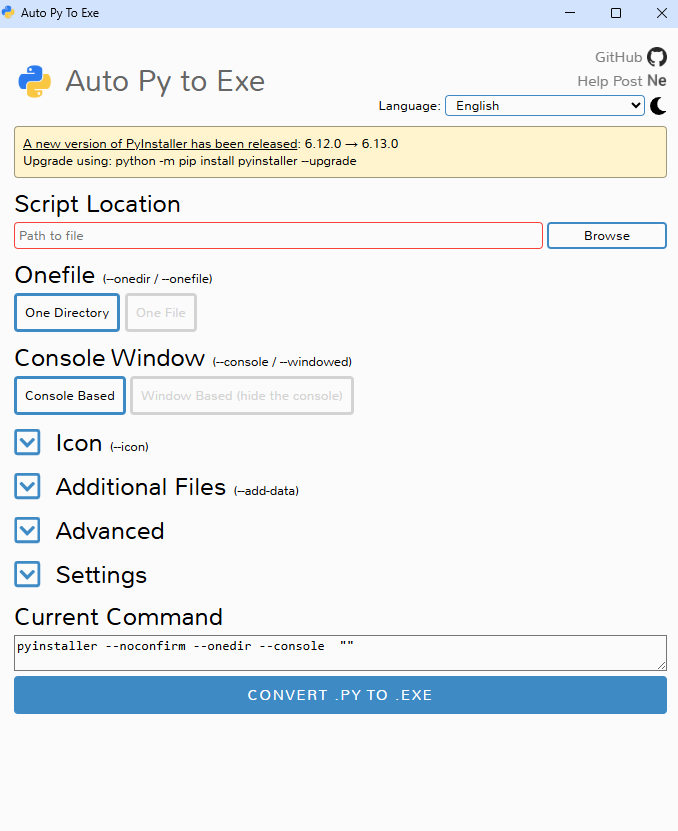 Auto Py To Exe
GitHub
Auto Py to Exe
Help Post Ne
Language: English
A new version of PyInstaller has been released: 6.12.0 → 6.13.0
Upgrade using: python -m pip install pyinstaller --upgrade
Script Location
Path to file Browse
Onefile (--onedir / --onefile)
One Directory One File
Console Window (--console / --windowed)
Console Based Window Based (hide the console)
Icon (--icon)
Additional Files (--add-data)
Advanced
Settings
Current Command
pyinstaller --noconfirm --onedir --console  ""
CONVERT .PY TO .EXE